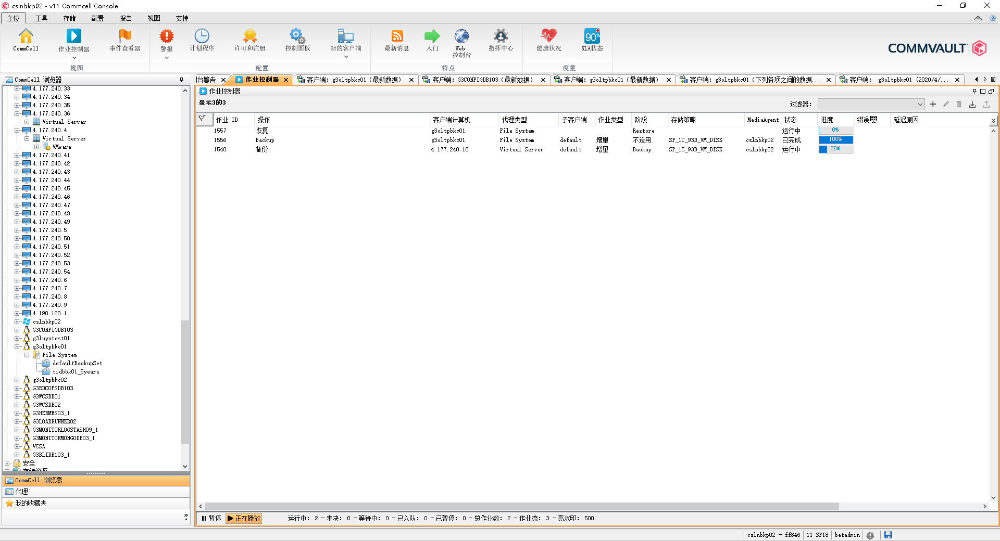 cslnbkp02 - v11 Commcell Console
主位 工具 存储 配置 报告 视图 支持
CommCell 作业控制器 事件查看器 警报 计划程序 许可和注册 控制面板 新的客户端 最新消息 入门 Web 控制台 指挥中心 健康状况 90% SLA状态
COMMVAULT
视图 配置 特点 度量
CommCell 浏览器
台警告 作业控制器 客户端: g3oltpbkc01 (最新数据) 客户端: G3CONFIGDB103 (最新数据) 客户端: g3oltpbkc01 (最新数据) 客户端: g3oltpbkc01 (下列各项之间的数据... 客户端: g3oltpbkc01 (2020/4/...
作业控制器
显示3的3
过滤器:
作业 ID 操作 客户端计算机 代理类型 子客户端 作业类型 阶段 存储策略 MediaAgent 状态 进度 错误 延迟原因
1557 恢复 g3oltpbkc01 File System Restore 运行中 0%
1556 Backup g3oltpbkc01 File System default 增量 不适用 SP_1C_93D_VM_DISK cslnbkp02 已完成 100%
1540 备份 4.177.240.10 Virtual Server default 增量 Backup SP_1C_93D_VM_DISK cslnbkp02 运行中 28%
4.177.240.33
4.177.240.34
4.177.240.35
4.177.240.36
Virtual Server
4.177.240.4
Virtual Server
VMware
4.177.240.41
4.177.240.42
4.177.240.43
4.177.240.44
4.177.240.45
4.177.240.46
4.177.240.47
4.177.240.48
4.177.240.49
4.177.240.5
4.177.240.50
4.177.240.51
4.177.240.52
4.177.240.53
4.177.240.54
4.177.240.6
4.177.240.7
4.177.240.8
4.177.240.9
4.190.120.1
cslnbkp02
G3CONFIGDB103
g3luyutest01
g3oltpbkc01
File System
defaultBackupSet
tidbbk01_5years
g3oltpbkc02
G3RDCOPSDB103
G3WCSDB01
G3WCSDB02
G3HERMES03_1
G3LOADRUNNER02
G3MONITORLOGSTASH09_1
G3MONITORMONGODB03_1
VCSA
G3BLIDB103_1
安全
存储资源
CommCell 浏览器
代理
我的收藏夹
暂停 正在播放 运行中: 2 - 未决: 0 - 等待中: 0 - 已入队: 0 - 已暂停: 0 - 总作业数: 2 - 作业流: 3 - 高水印: 500
cslnbkp02 - ff846 11 SP18 betadmin